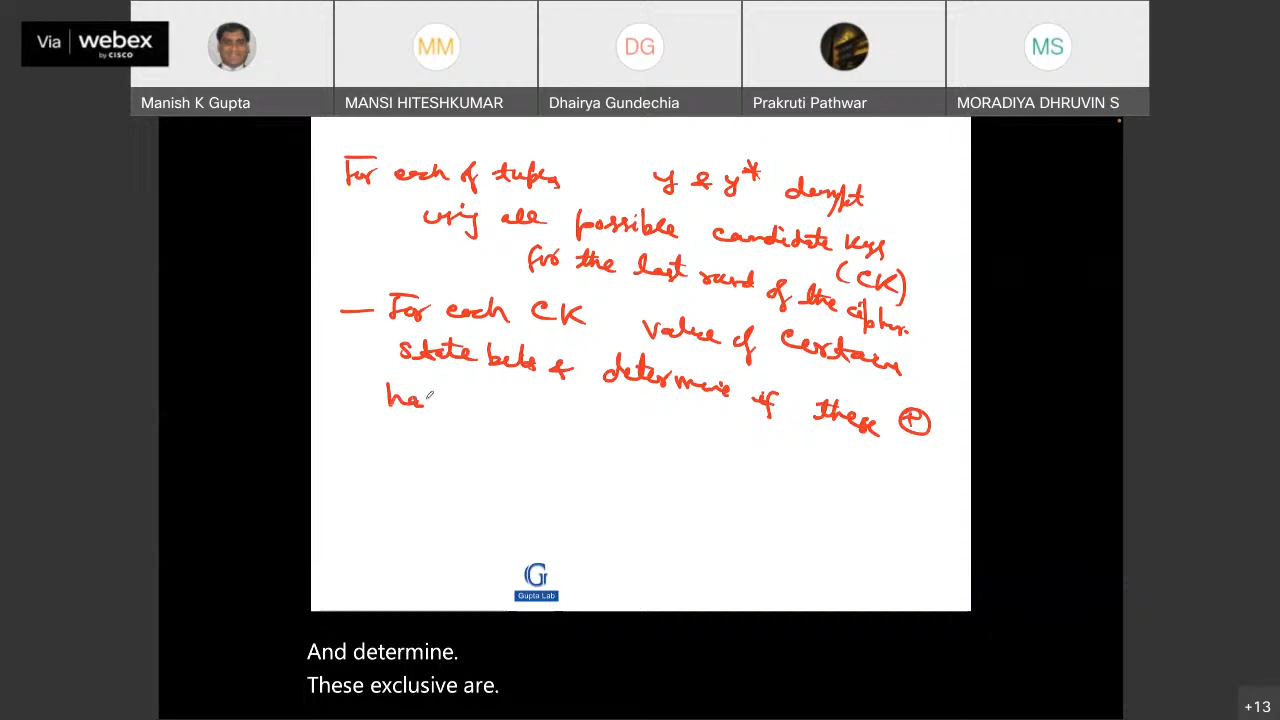 Via webex
by CISCO
MM
DG
MS
Manish K Gupta
MANSI HITESHKUMAR
Dhairya Gundechia
Prakruti Pathwar
MORADIYA DHRUVIN S
For each of tuples y & y* decrypt
using all possible candidate keys
(CK)
for the last round of the cipher.
— For each CK value of certain
state bits & determine if these ⊕
ha
G
Gupta Lab
And determine.
These exclusive are.
+13